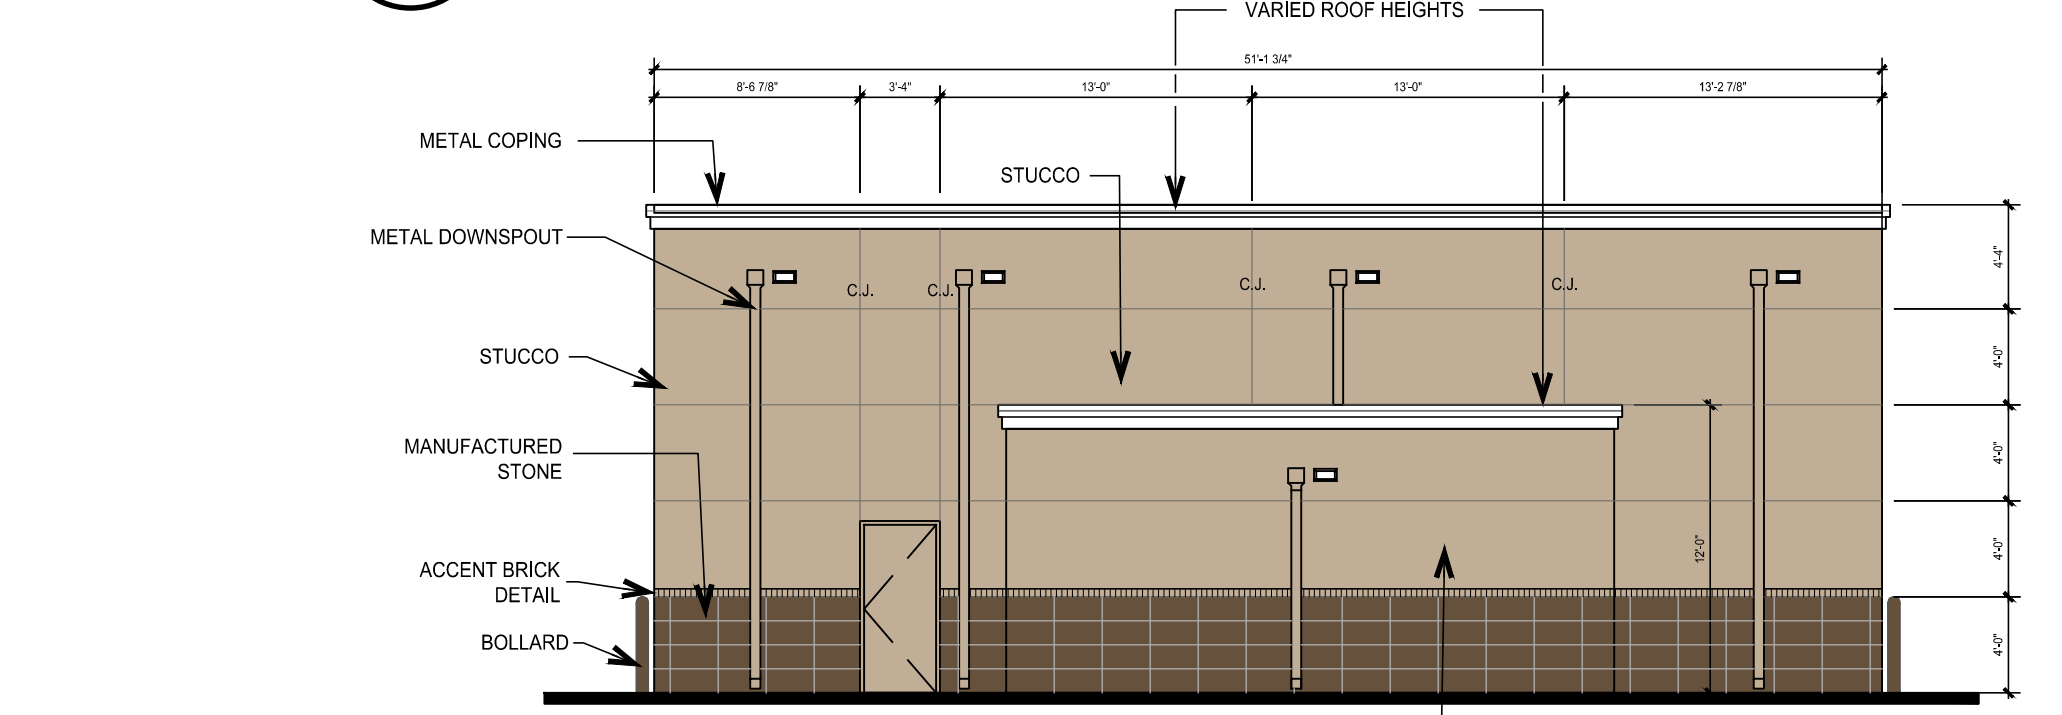 VARIED ROOF HEIGHTS
51'-1 3/4"
8'-6 7/8"
3'-4"
13'-0"
13'-0"
13'-2 7/8"
METAL COPING
STUCCO
METAL DOWNSPOUT
4'-4"
C.J.
C.J.
C.J.
C.J.
STUCCO
4'-0"
MANUFACTURED
STONE
4'-0"
12'-0"
4'-0"
ACCENT BRICK
DETAIL
BOLLARD
4'-0"